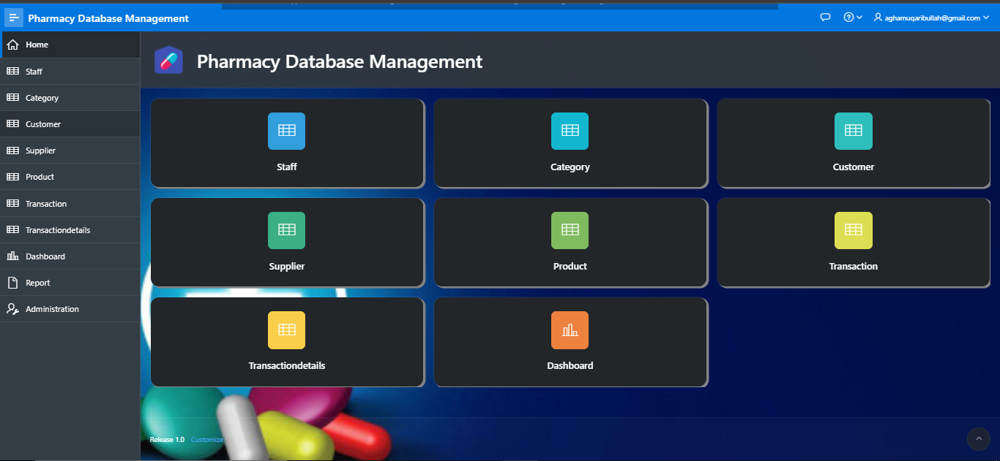 Pharmacy Database Management
aghamuqaribullah@gmail.com
Home
Staff
Category
Customer
Supplier
Product
Transaction
Transactiondetails
Dashboard
Report
Administration
Pharmacy Database Management
Staff
Category
Customer
Supplier
Product
Transaction
Transactiondetails
Dashboard
Release 1.0 Customize